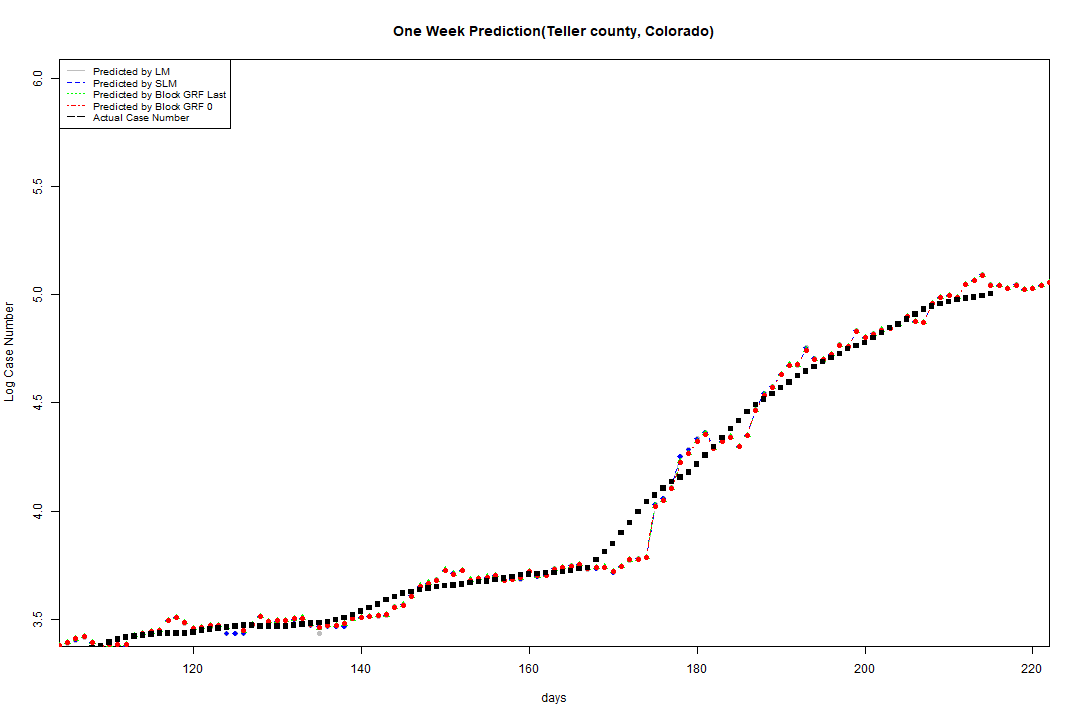 One Week Prediction(Teller county, Colorado)
Predicted by LM
Predicted by SLM
Predicted by Block GRF Last
Predicted by Block GRF 0
Actual Case Number
6.0
5.5
5.0
4.5
4.0
3.5
Log Case Number
120 140 160 180 200 220
days